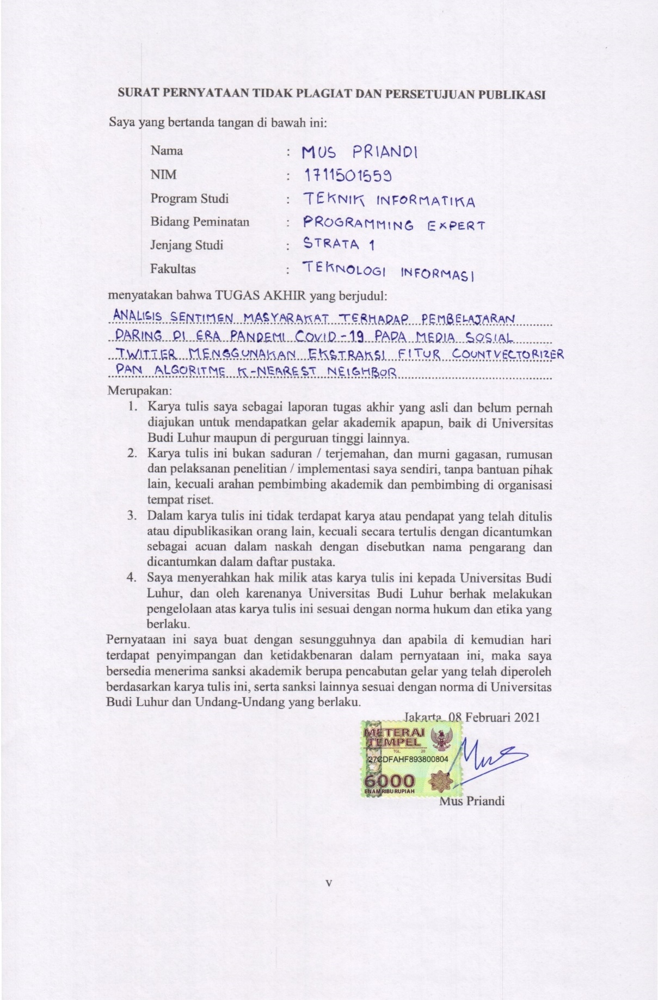 SURAT PERNYATAAN TIDAK PLAGIAT DAN PERSETUJUAN PUBLIKASI
Saya yang bertanda tangan di bawah ini:
Nama : MUS PRIANDI
NIM : 1711501559
Program Studi : TEKNIK INFORMATIKA
Bidang Peminatan : PROGRAMMING EXPERT
Jenjang Studi : STRATA 1
Fakultas : TEKNOLOGI INFORMASI
menyatakan bahwa TUGAS AKHIR yang berjudul:
ANALISIS SENTIMEN MASYARAKAT TERHADAP PEMBELAJARAN
DARING DI ERA PANDEMI COVID-19 PADA MEDIA SOSIAL
TWITTER MENGGUNAKAN EKSTRAKSI FITUR COUNTVECTORIZER
DAN ALGORITME K-NEAREST NEIGHBOR
Merupakan:
1. Karya tulis saya sebagai laporan tugas akhir yang asli dan belum pernah
diajukan untuk mendapatkan gelar akademik apapun, baik di Universitas
Budi Luhur maupun di perguruan tinggi lainnya.
2. Karya tulis ini bukan saduran / terjemahan, dan murni gagasan, rumusan
dan pelaksanan penelitian / implementasi saya sendiri, tanpa bantuan pihak
lain, kecuali arahan pembimbing akademik dan pembimbing di organisasi
tempat riset.
3. Dalam karya tulis ini tidak terdapat karya atau pendapat yang telah ditulis
atau dipublikasikan orang lain, kecuali secara tertulis dengan dicantumkan
sebagai acuan dalam naskah dengan disebutkan nama pengarang dan
dicantumkan dalam daftar pustaka.
4. Saya menyerahkan hak milik atas karya tulis ini kepada Universitas Budi
Luhur, dan oleh karenanya Universitas Budi Luhur berhak melakukan
pengelolaan atas karya tulis ini sesuai dengan norma hukum dan etika yang
berlaku.
Pernyataan ini saya buat dengan sesungguhnya dan apabila di kemudian hari
terdapat penyimpangan dan ketidakbenaran dalam pernyataan ini, maka saya
bersedia menerima sanksi akademik berupa pencabutan gelar yang telah diperoleh
berdasarkan karya tulis ini, serta sanksi lainnya sesuai dengan norma di Universitas
Budi Luhur dan Undang-Undang yang berlaku.
Jakarta, 08 Februari 2021
METERAI
TEMPEL
TGL. 20
27CDFAHF893800804
6000
ENAM RIBU RUPIAH
Mus
Mus Priandi
v